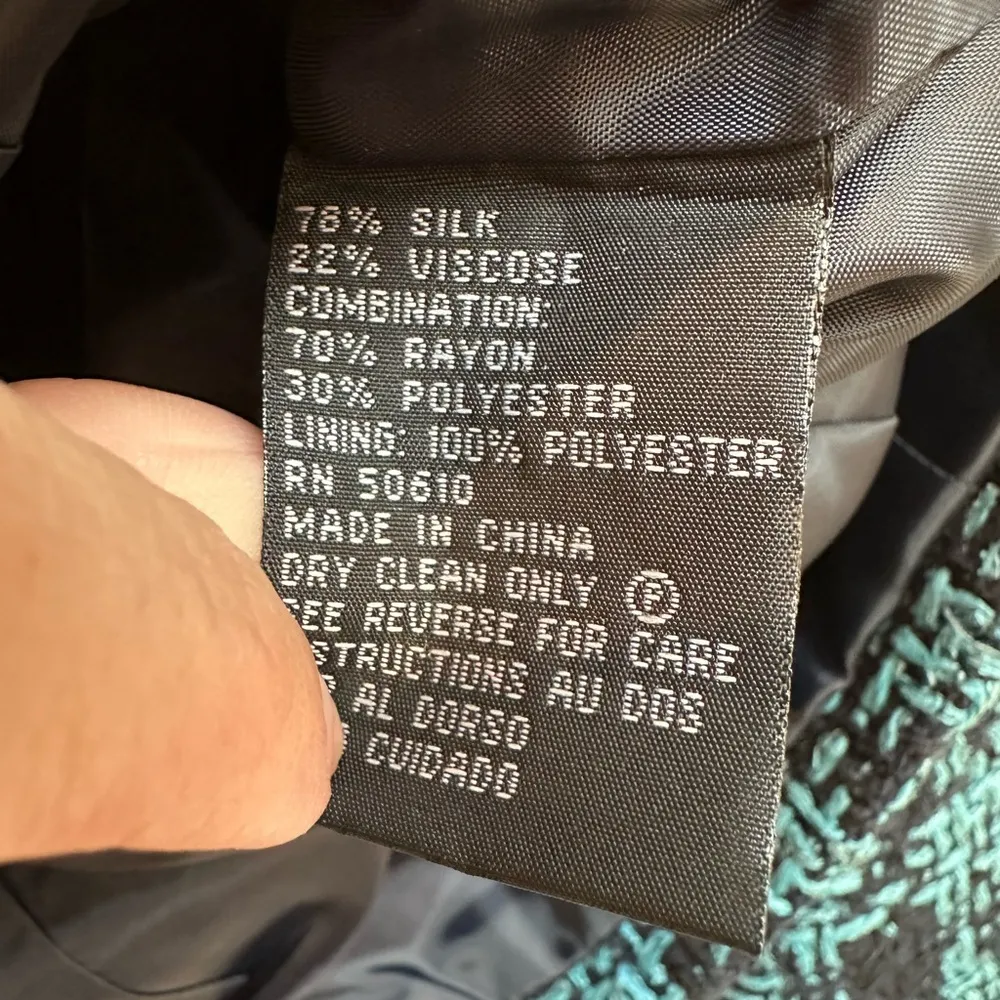 78% SILK
22% VISCOSE
COMBINATION:
70% RAYON
30% POLYESTER
LINING: 100% POLYESTER
RN 50610
MADE IN CHINA
DRY CLEAN ONLY Ⓟ
SEE REVERSE FOR CARE
STRUCTIONS AU DOS
AL DORSO
CUIDADO